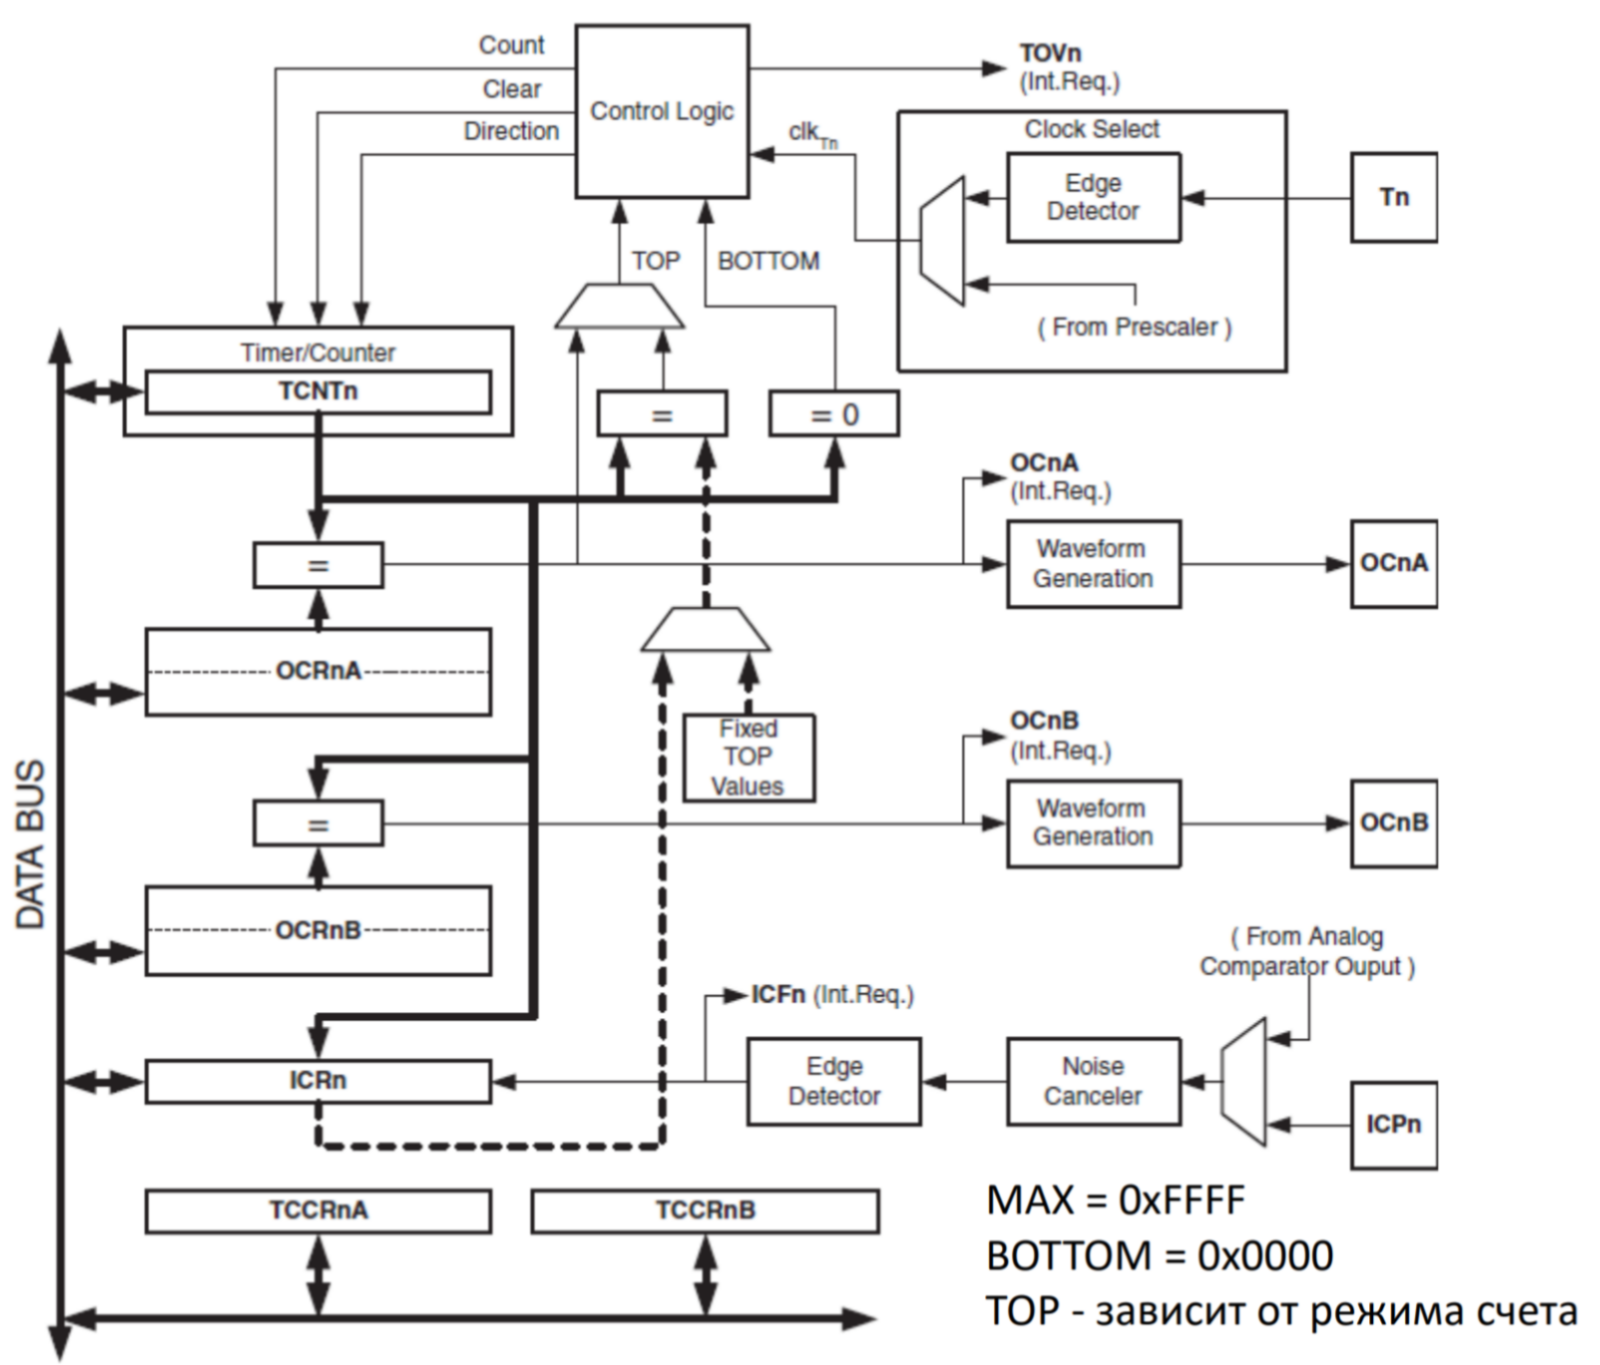 Count
Clear
Direction
Control Logic
TOVn
(Int.Req.)
clk Tn
Clock Select
Edge
Detector
Tn
( From Prescaler )
TOP
BOTTOM
Timer/Counter
TCNTn
=
= 0
OCnA
(Int.Req.)
=
Waveform
Generation
OCnA
OCRnA
Fixed
TOP
Values
OCnB
(Int.Req.)
=
Waveform
Generation
OCnB
DATA BUS
OCRnB
( From Analog
Comparator Ouput )
ICFn (Int.Req.)
ICRn
Edge
Detector
Noise
Canceler
ICPn
TCCRnA
TCCRnB
MAX = 0xFFFF
BOTTOM = 0x0000
TOP - зависит от режима счета